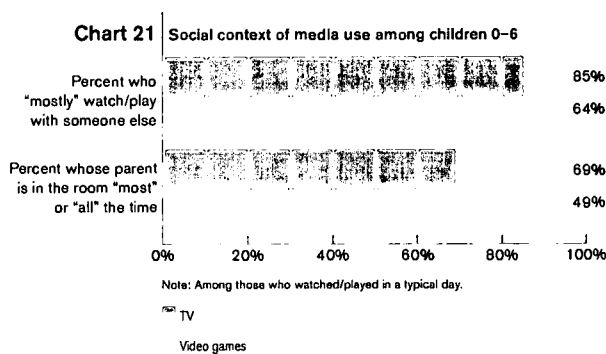 Chart 21 Social context of media use among children 0–6
Percent who
"mostly" watch/play
with someone else
85%
64%
Percent whose parent
is in the room "most"
or "all" the time
69%
49%
0% 20% 40% 60% 80% 100%
Note: Among those who watched/played in a typical day.
TV
Video games